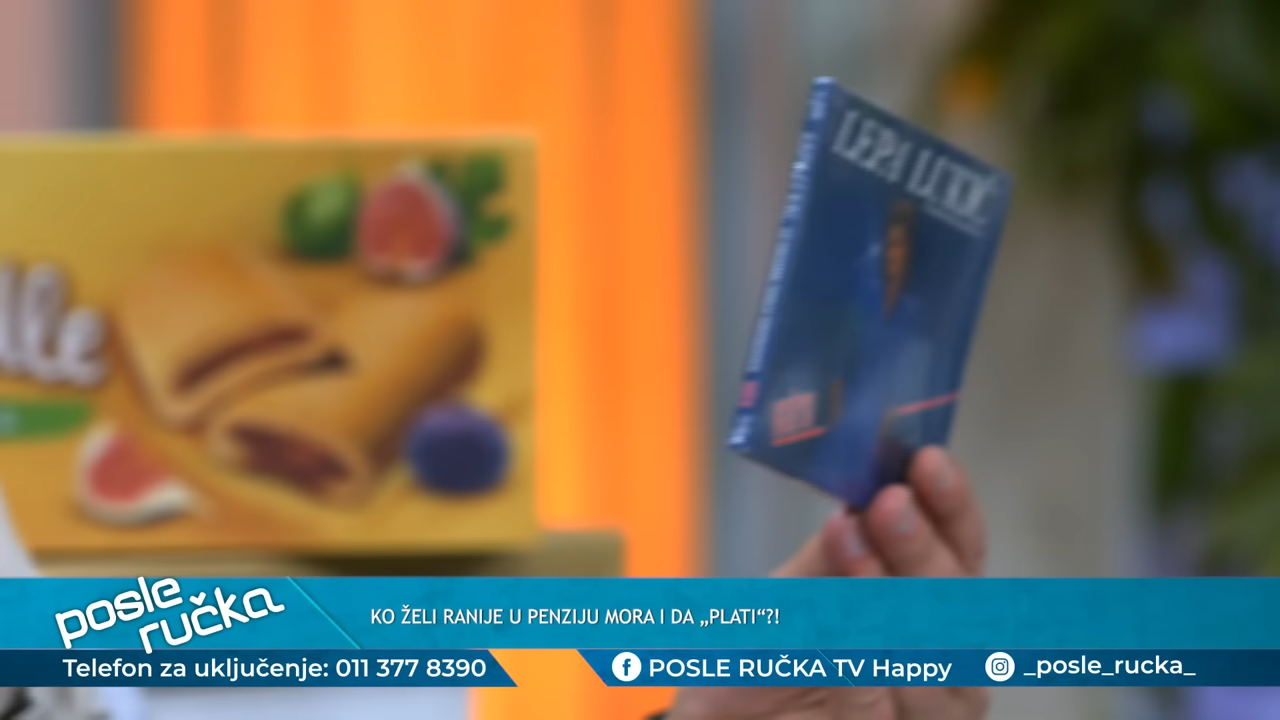 LEPA LUKIĆ
posle
ručka
KO ŽELI RANIJE U PENZIJU MORA I DA „PLATI“?!
Telefon za uključenje: 011 377 8390
POSLE RUČKA TV Happy
_posle_rucka_